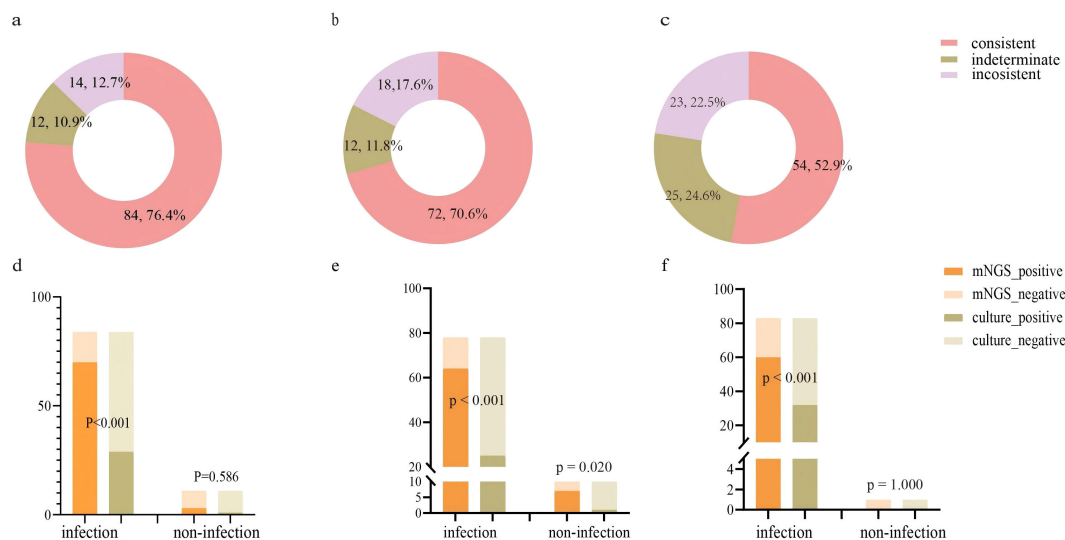 a
b
c
14, 12.7%
12, 10.9%
84, 76.4%
18,17.6%
12, 11.8%
72, 70.6%
23, 22.5%
25, 24.6%
54, 52.9%
consistent
indeterminate
incosistent
d
100
50
0
P<0.001
P=0.586
infection
non-infection
e
100
80
60
40
20
10
5
0
p < 0.001
p = 0.020
infection
non-infection
f
100
80
60
40
20
4
2
0
p < 0.001
p = 1.000
infection
non-infection
mNGS_positive
mNGS_negative
culture_positive
culture_negative